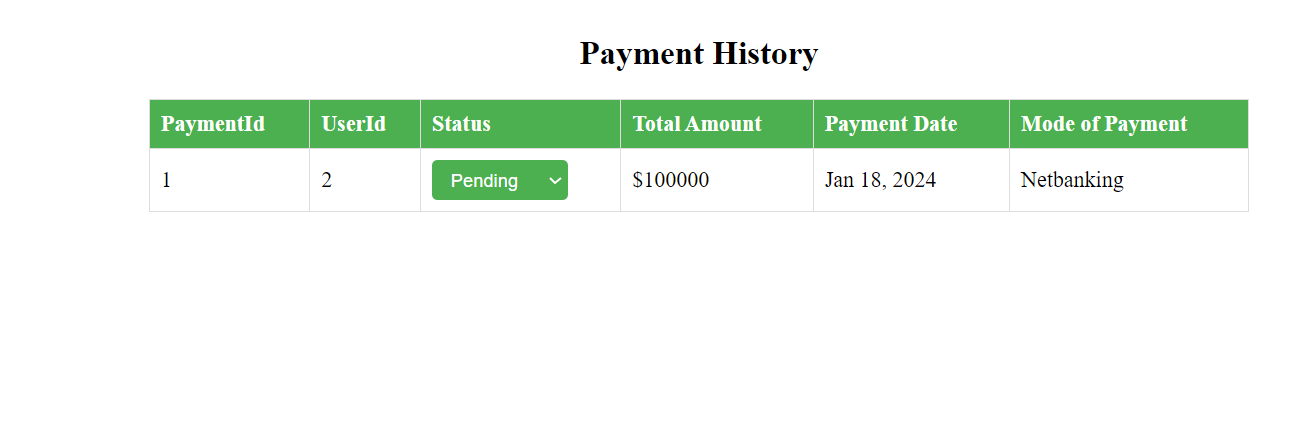 Payment History
PaymentId UserId Status Total Amount Payment Date Mode of Payment
1 2 Pending $100000 Jan 18, 2024 Netbanking